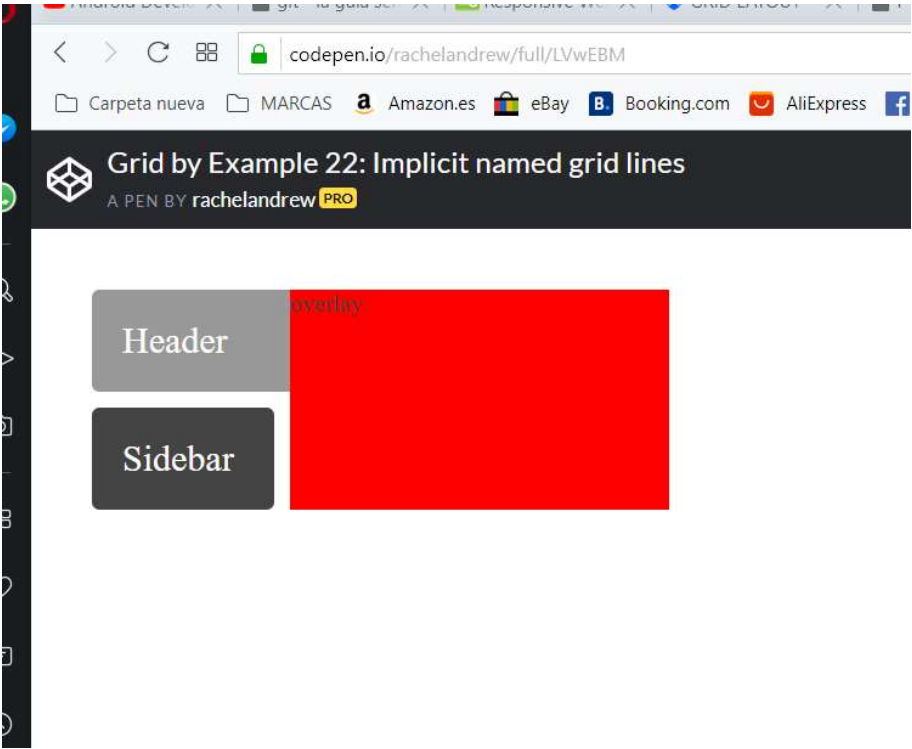 codepen.io/rachelandrew/full/LVwEBM
Carpeta nueva MARCAS Amazon.es eBay B. Booking.com AliExpress
Grid by Example 22: Implicit named grid lines
A PEN BY rachelandrew PRO
overlay
Header
Sidebar